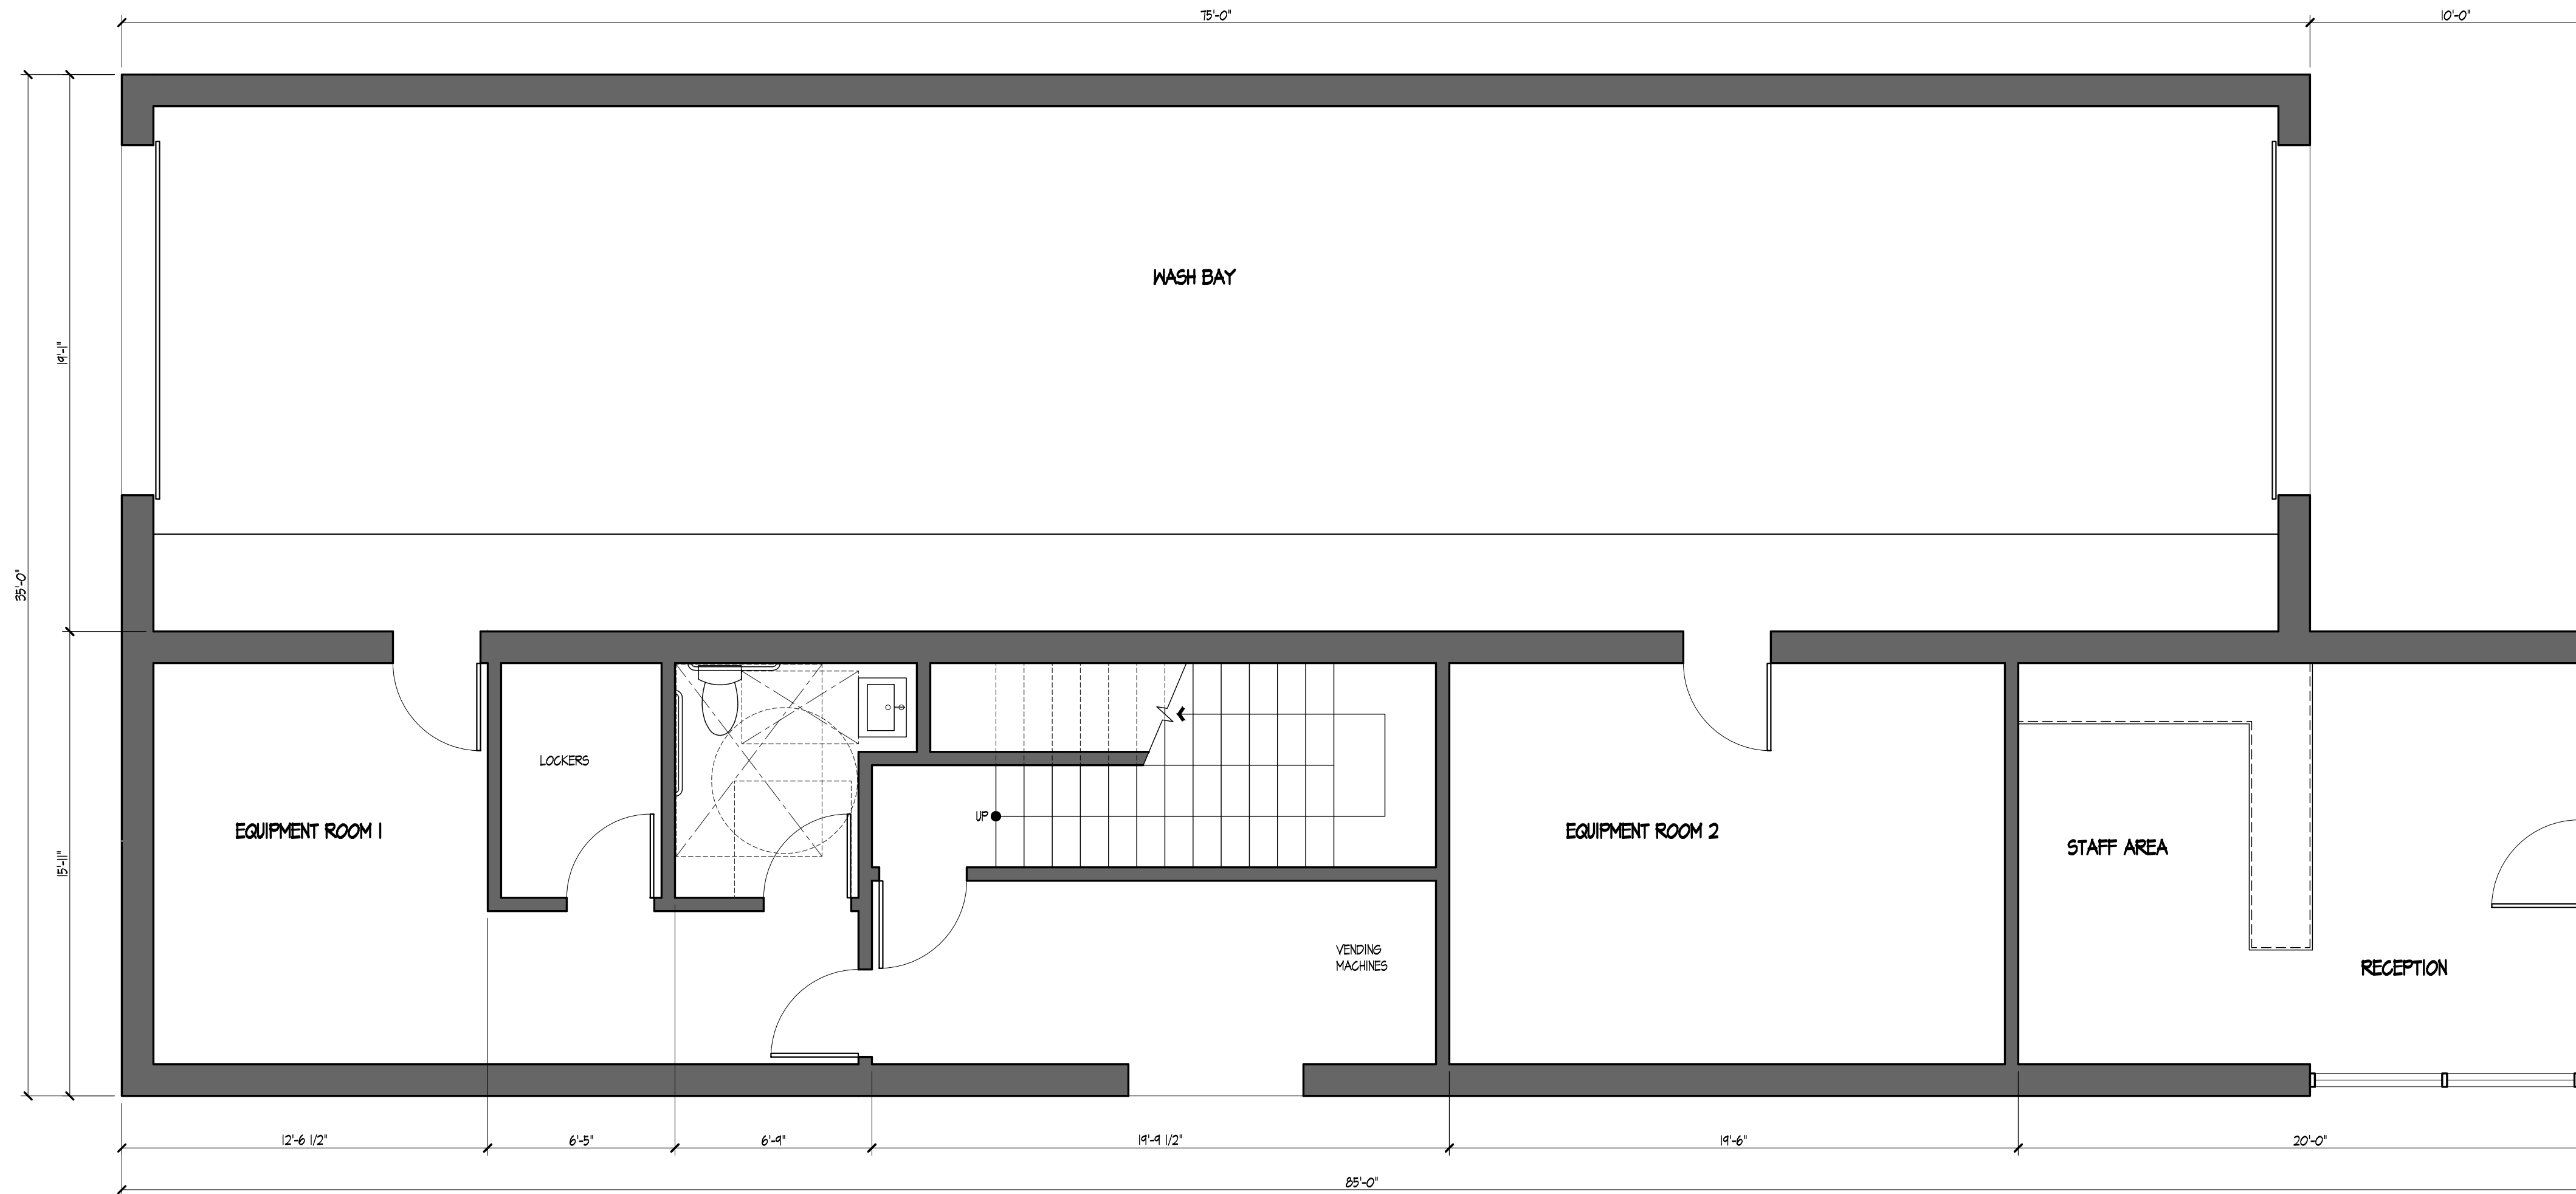 75'-0"
10'-0"
WASH BAY
19'-1"
35'-0"
15'-11"
LOCKERS
UP
EQUIPMENT ROOM 1
EQUIPMENT ROOM 2
STAFF AREA
VENDING
MACHINES
RECEPTION
12'-6 1/2"
6'-5"
6'-9"
19'-9 1/2"
19'-6"
20'-0"
85'-0"